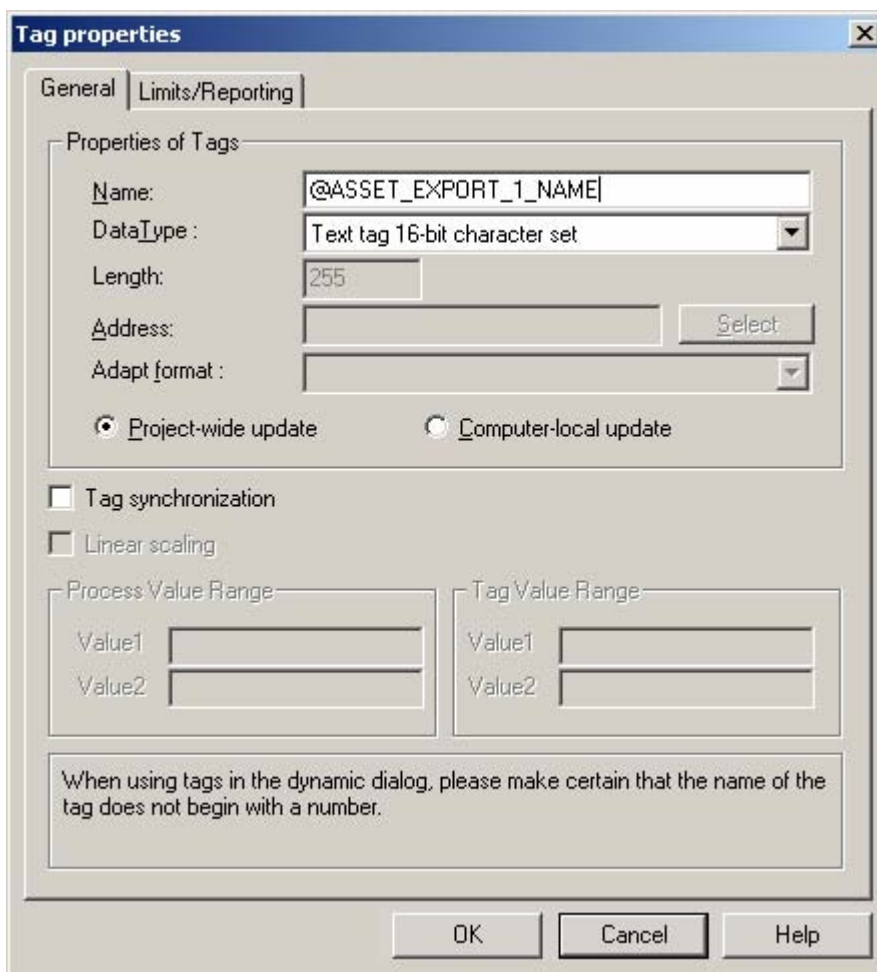 Tag properties
General Limits/Reporting
Properties of Tags
Name: @ASSET_EXPORT_1_NAME
DataType : Text tag 16-bit character set
Length: 255
Address: Select
Adapt format :
Project-wide update Computer-local update
Tag synchronization
Linear scaling
Process Value Range Tag Value Range
Value1 Value1
Value2 Value2
When using tags in the dynamic dialog, please make certain that the name of the
tag does not begin with a number.
OK Cancel Help